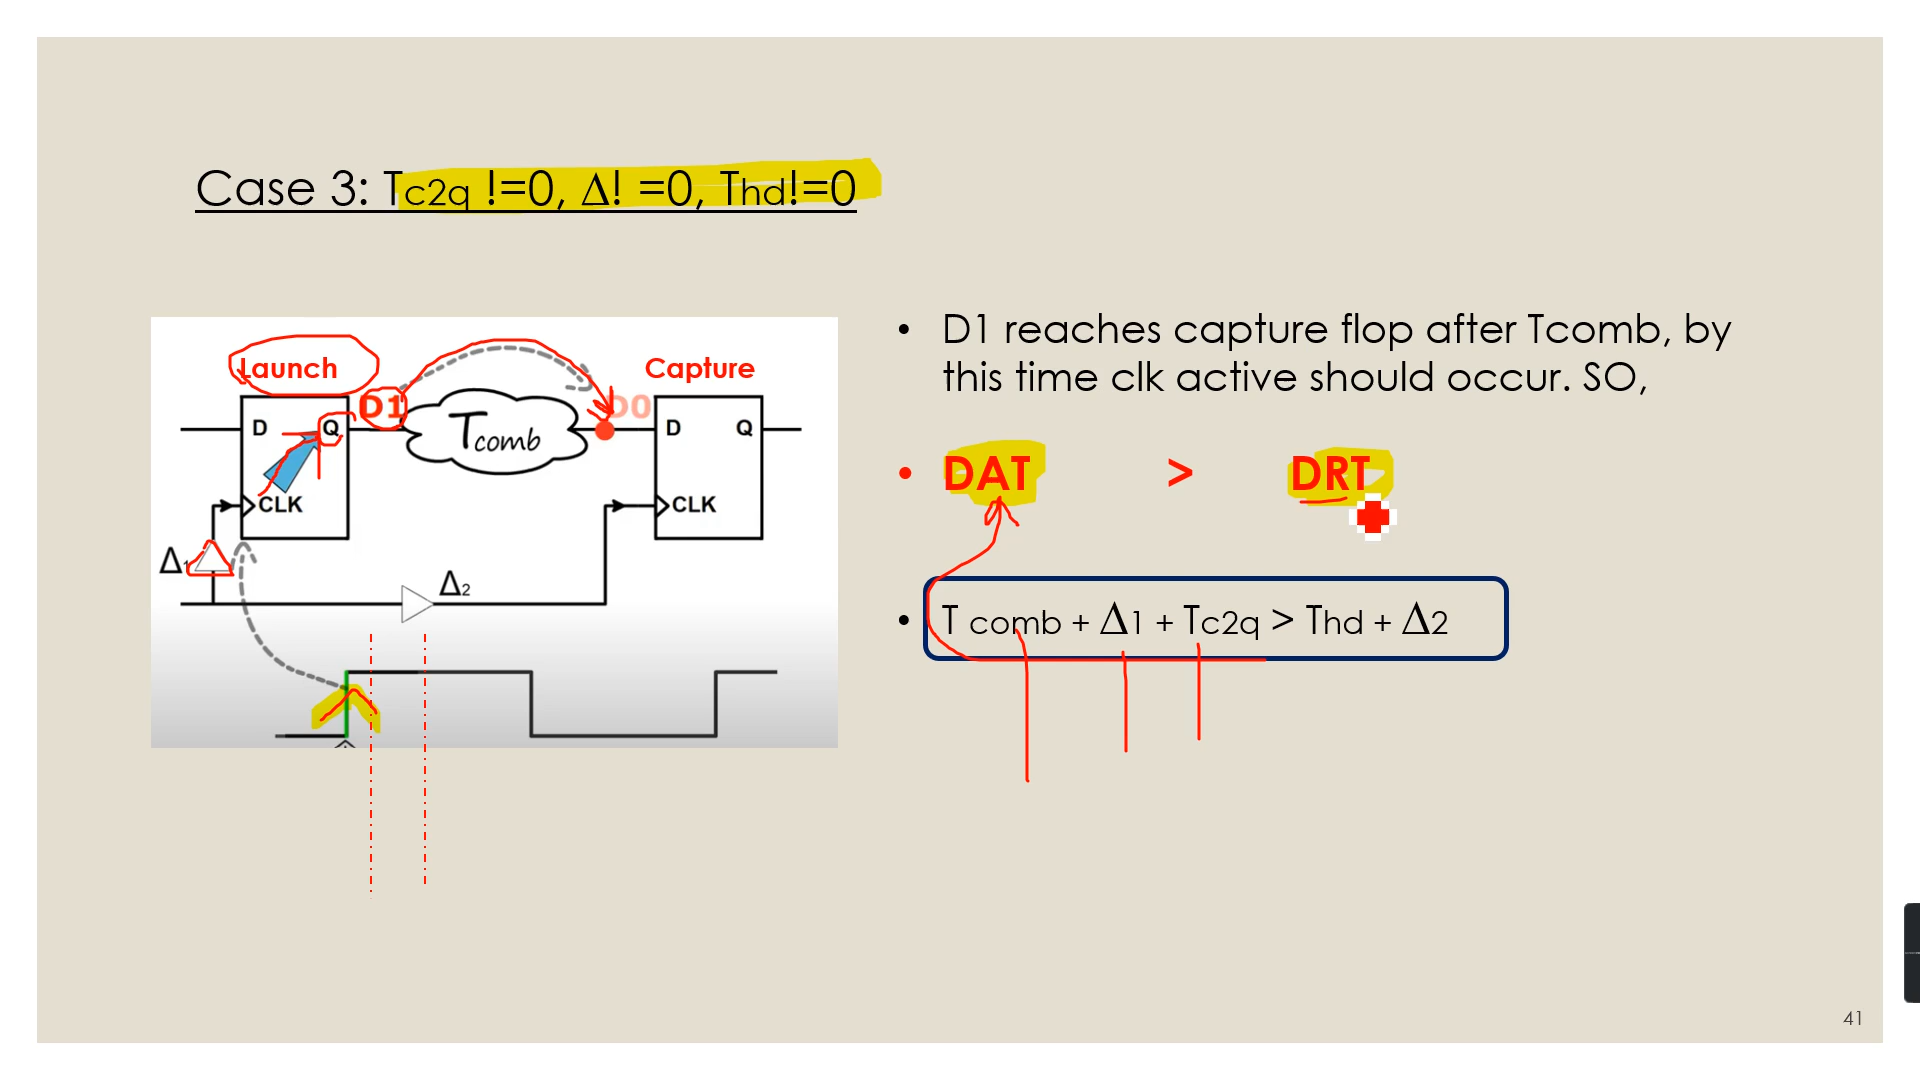 Case 3: Tc2q !=0, Δ! =0, Thd!=0
Launch
Capture
D1
D0
D Q
Tcomb
D Q
CLK
CLK
Δ1
Δ2
• D1 reaches capture flop after Tcomb, by
this time clk active should occur. SO,
• DAT > DRT
• T comb + Δ1 + Tc2q > Thd + Δ2
41